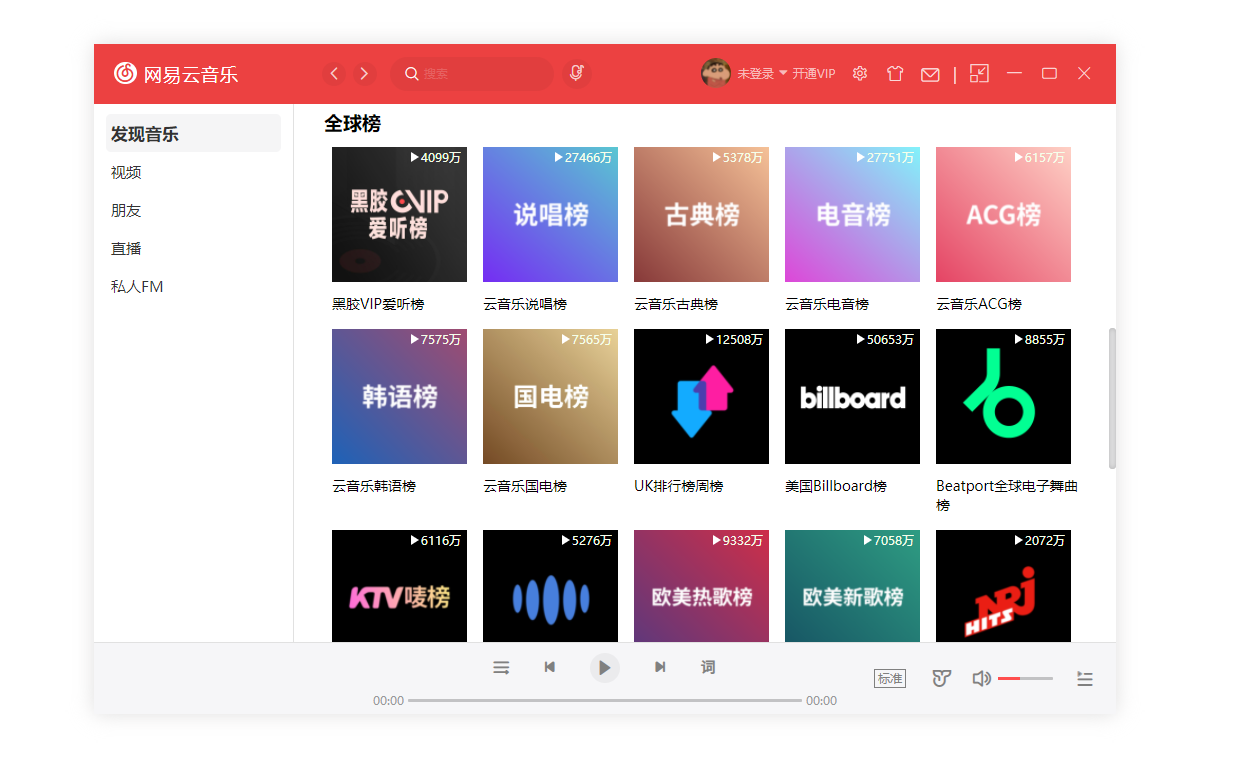 网易云音乐
搜索
未登录 开通VIP
发现音乐
视频
朋友
直播
私人FM
全球榜
4099万 27466万 5378万 27751万 6157万
黑胶VIP
爱听榜
说唱榜 古典榜 电音榜 ACG榜
黑胶VIP爱听榜 云音乐说唱榜 云音乐古典榜 云音乐电音榜 云音乐ACG榜
7575万 7565万 12508万 50653万 8855万
韩语榜 国电榜 1 billboard
云音乐韩语榜 云音乐国电榜 UK排行榜周榜 美国Billboard榜 Beatport全球电子舞曲
榜
6116万 5276万 9332万 7058万 2072万
KTV唛榜 欧美热歌榜 欧美新歌榜 NRJ
HITS
词
标准
00:00 00:00